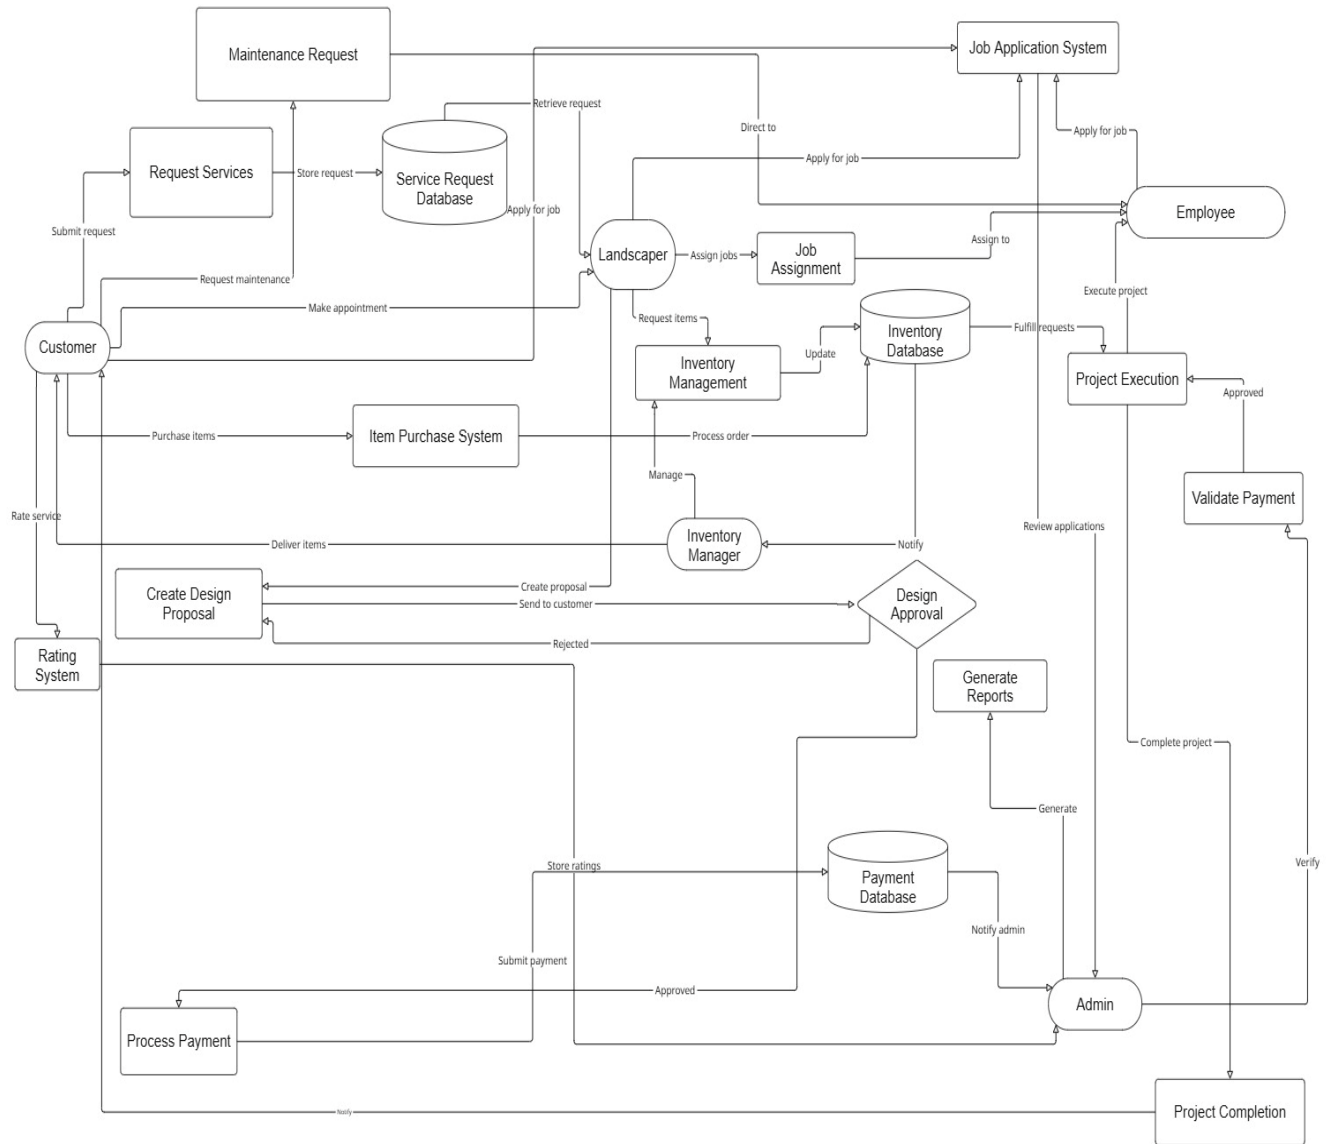 Maintenance Request
Job Application System
Retrieve request
Direct to
Apply for job
Apply for job
Request Services
Store request
Service Request
Database
Apply for job
Employee
Submit request
Landscaper
Assign jobs
Job
Assignment
Assign to
Request maintenance
Execute project
Make appointment
Request items
Customer
Inventory
Management
Update
Inventory
Database
Fulfill requests
Project Execution
Approved
Purchase items
Item Purchase System
Process order
Manage
Validate Payment
Rate service
Review applications
Deliver items
Inventory
Manager
Notify
Create Design
Proposal
Create proposal
Send to customer
Design
Approval
Rejected
Rating
System
Generate
Reports
Complete project
Generate
Store ratings
Payment
Database
Verify
Notify admin
Submit payment
Approved
Admin
Process Payment
Notify
Project Completion